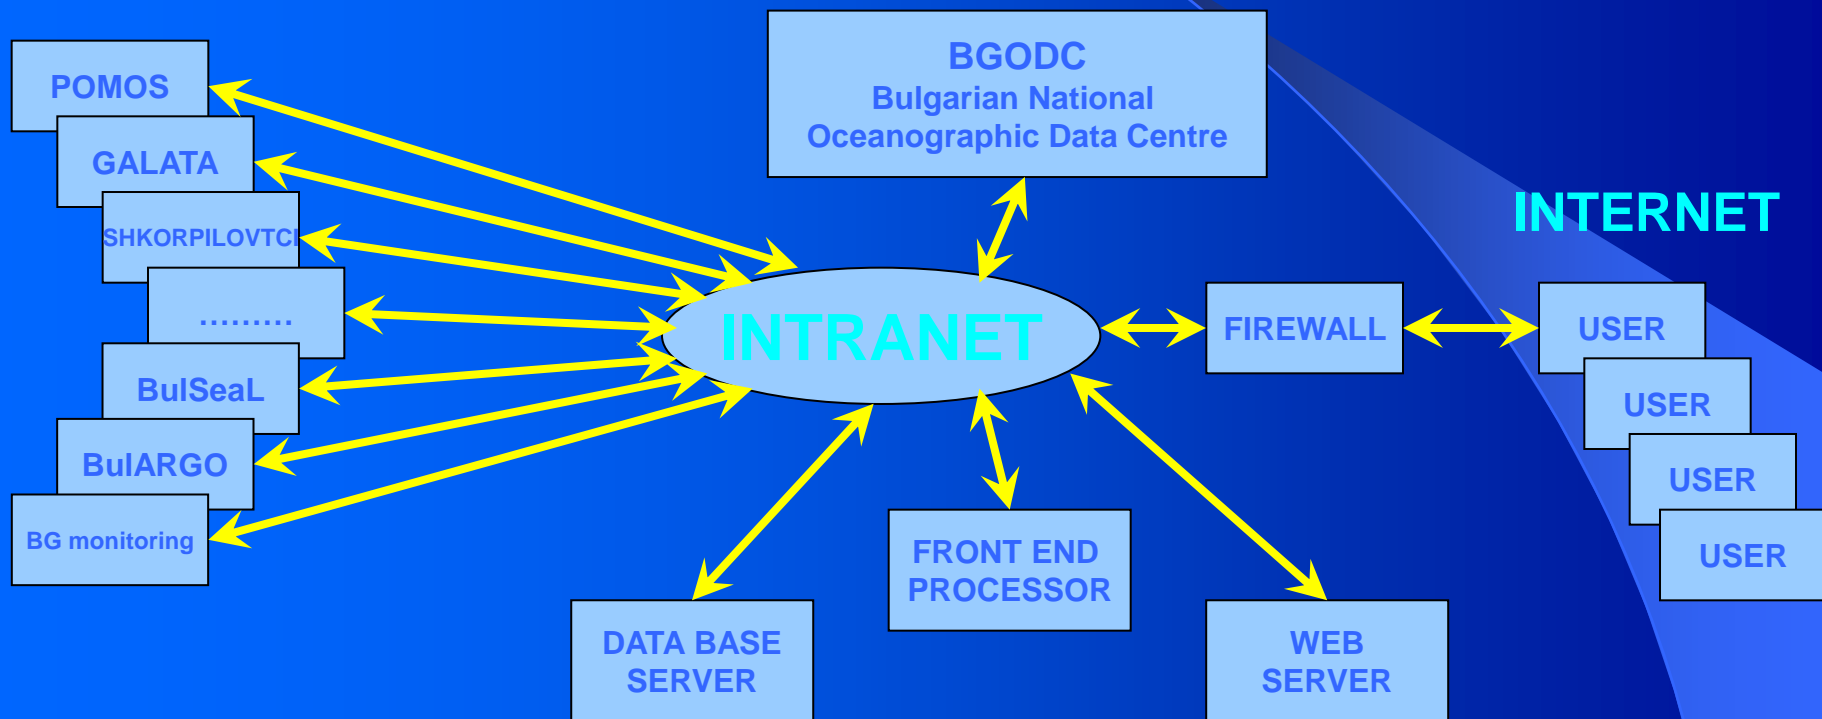 BGODC
Bulgarian National
Oceanographic Data Centre
POMOS
GALATA
SHKORPILOVTCI
.........
BulSeaL
BulARGO
BG monitoring
INTRANET
INTERNET
FIREWALL
USER
USER
USER
USER
FRONT END
PROCESSOR
DATA BASE
SERVER
WEB
SERVER